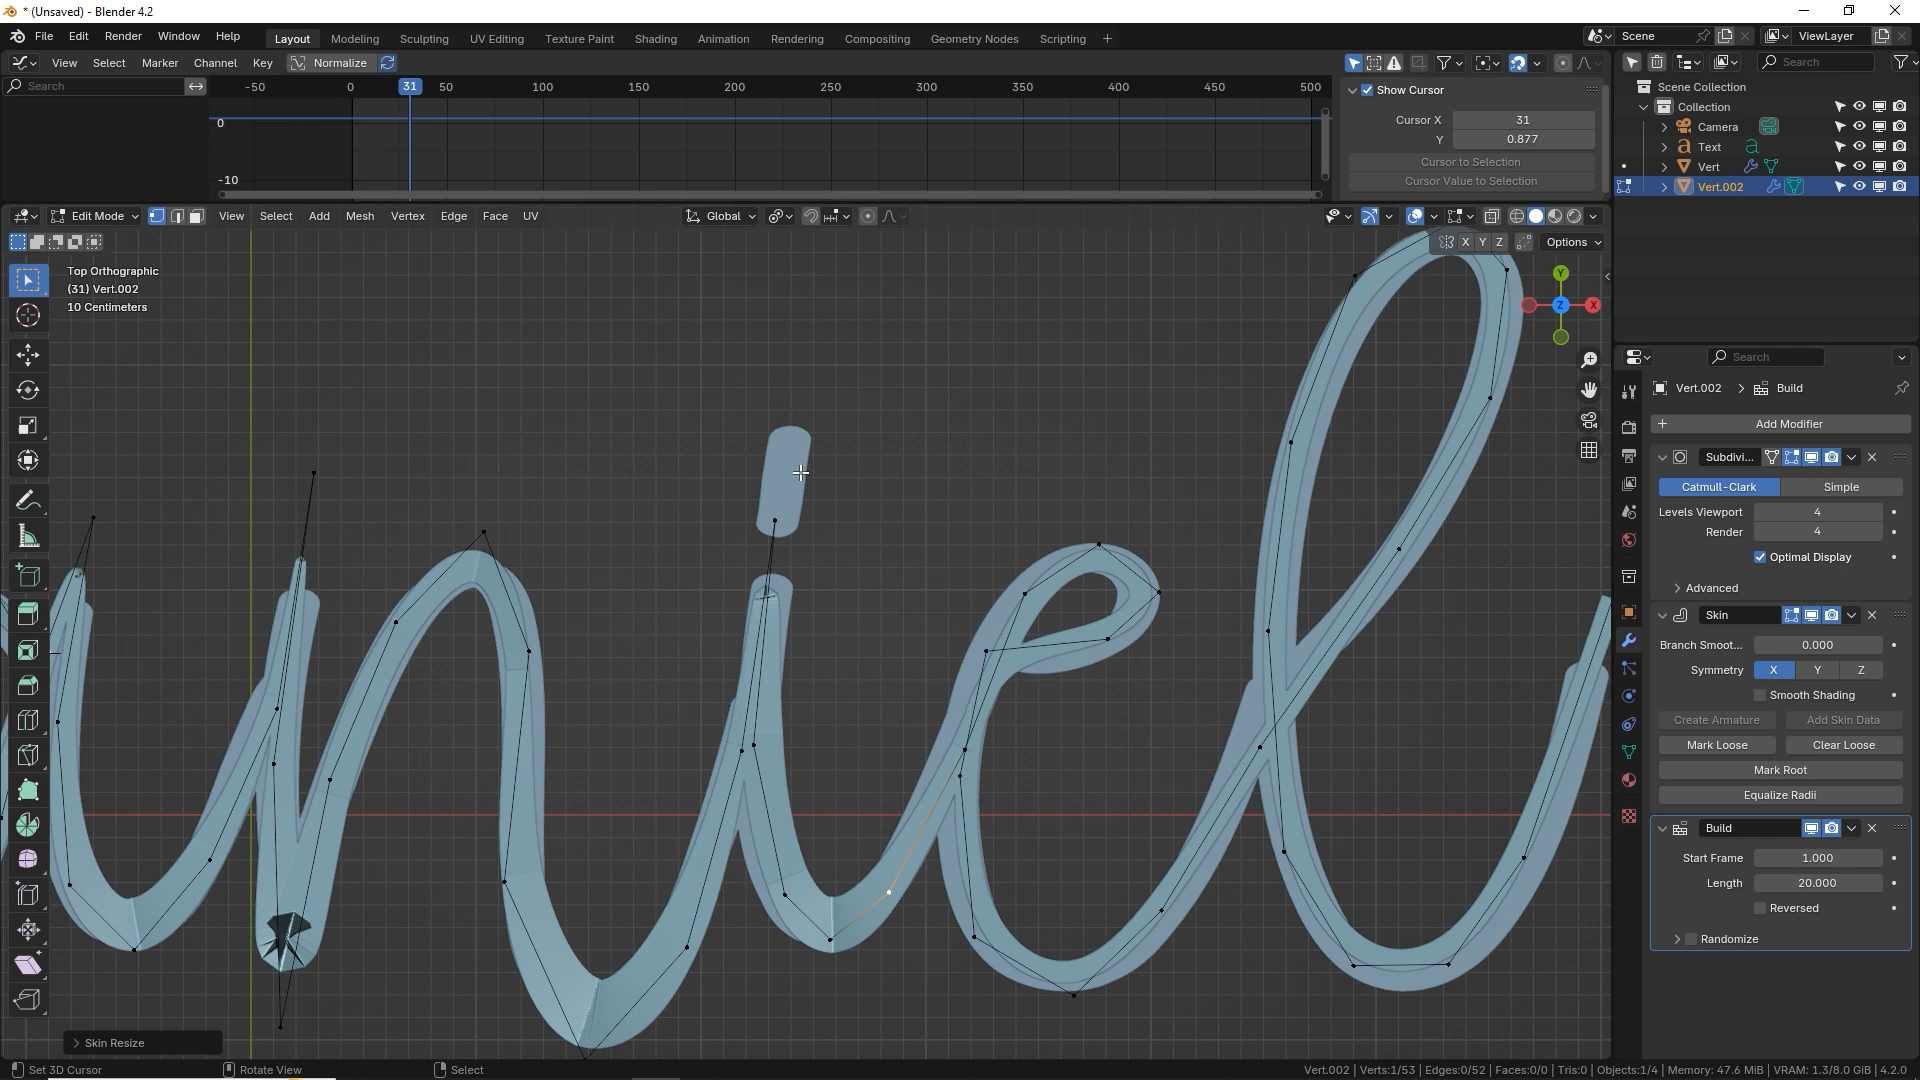 * (Unsaved) - Blender 4.2
File Edit Render Window Help Layout Modeling Sculpting UV Editing Texture Paint Shading Animation Rendering Compositing Geometry Nodes Scripting + Scene ViewLayer
View Select Marker Channel Key Normalize
Search -50 0 31 50 100 150 200 250 300 350 400 450 500
0
-10
Show Cursor
Cursor X 31
Y 0.877
Cursor to Selection
Cursor Value to Selection
Search
Scene Collection
Collection
Camera
Text
Vert
Vert.002
Edit Mode View Select Add Mesh Vertex Edge Face UV Global
X Y Z Options
Top Orthographic
(31) Vert.002
10 Centimeters
Y
Z X
Search
Vert.002 > Build
+ Add Modifier
Subdivi...
Catmull-Clark Simple
Levels Viewport 4
Render 4
Optimal Display
Advanced
Skin
Branch Smoot... 0.000
Symmetry X Y Z
Smooth Shading
Create Armature Add Skin Data
Mark Loose Clear Loose
Mark Root
Equalize Radii
Build
Start Frame 1.000
Length 20.000
Reversed
Randomize
Skin Resize
Set 3D Cursor Rotate View Select Vert.002 | Verts:1/53 | Edges:0/52 | Faces:0/0 | Tris:0 | Objects:1/4 | Memory: 47.6 MiB | VRAM: 1.3/8.0 GiB | 4.2.0